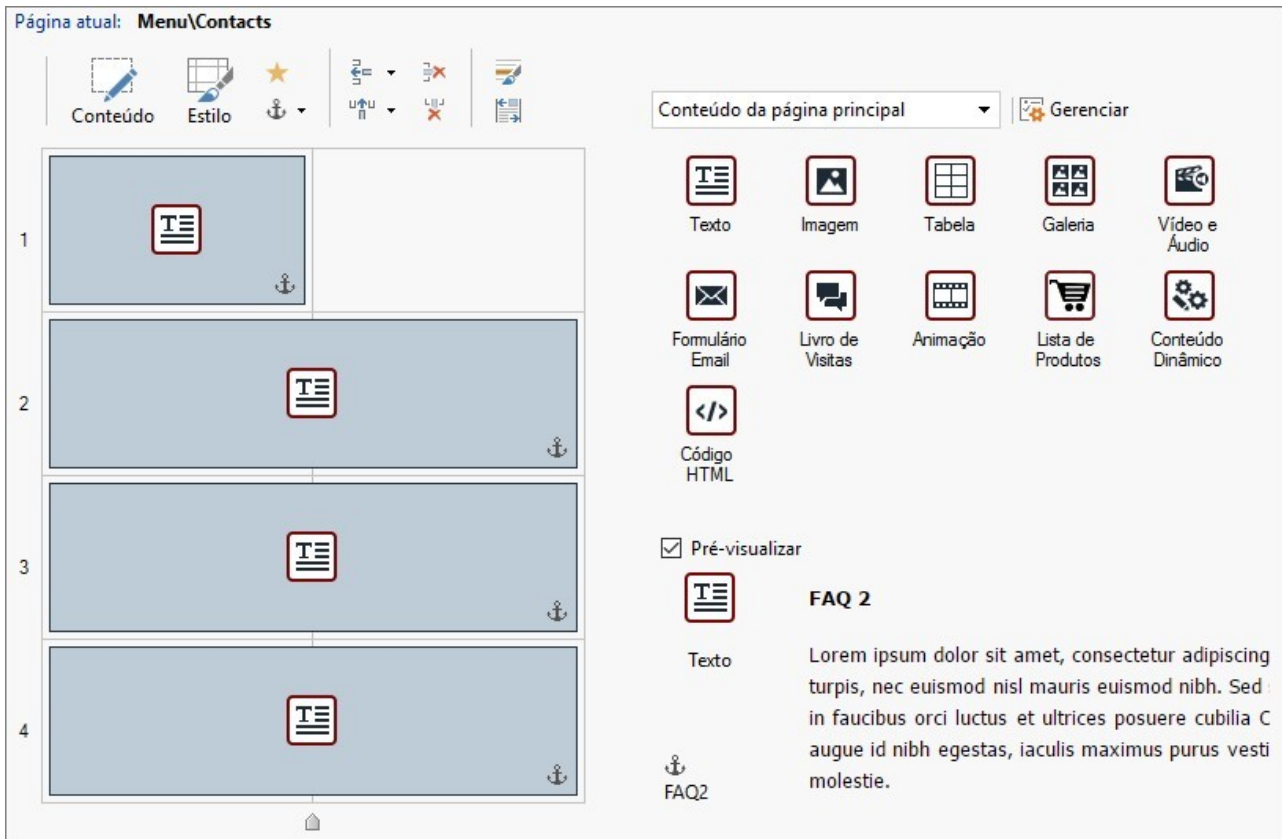 Página atual: Menu\Contacts
Conteúdo
Estilo
Conteúdo da página principal
Gerenciar
1
2
3
4
Texto
Imagem
Tabela
Galeria
Vídeo e
Áudio
Formulário
Email
Livro de
Visitas
Animação
Lista de
Produtos
Conteúdo
Dinâmico
Código
HTML
Pré-visualizar
Texto
FAQ2
FAQ 2
Lorem ipsum dolor sit amet, consectetur adipiscing
turpis, nec euismod nisl mauris euismod nibh. Sed
in faucibus orci luctus et ultrices posuere cubilia C
augue id nibh egestas, iaculis maximus purus vesti
molestie.